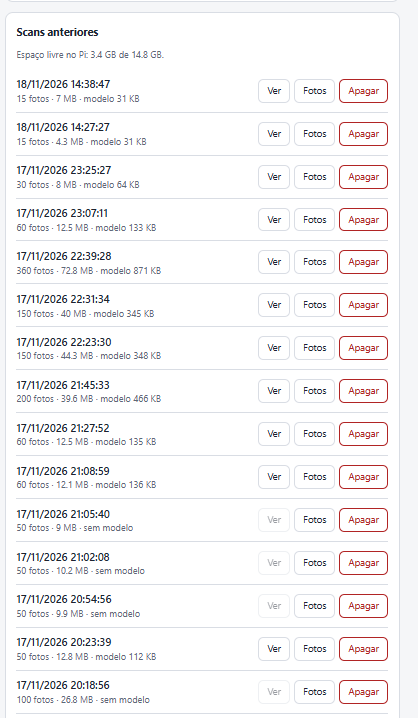 Scans anteriores
Espaço livre no Pi: 3.4 GB de 14.8 GB.
18/11/2026 14:38:47
15 fotos · 7 MB · modelo 31 KB
Ver Fotos Apagar
18/11/2026 14:27:27
15 fotos · 4.3 MB · modelo 31 KB
Ver Fotos Apagar
17/11/2026 23:25:27
30 fotos · 8 MB · modelo 64 KB
Ver Fotos Apagar
17/11/2026 23:07:11
60 fotos · 12.5 MB · modelo 133 KB
Ver Fotos Apagar
17/11/2026 22:39:28
360 fotos · 72.8 MB · modelo 871 KB
Ver Fotos Apagar
17/11/2026 22:31:34
150 fotos · 40 MB · modelo 345 KB
Ver Fotos Apagar
17/11/2026 22:23:30
150 fotos · 44.3 MB · modelo 348 KB
Ver Fotos Apagar
17/11/2026 21:45:33
200 fotos · 39.6 MB · modelo 466 KB
Ver Fotos Apagar
17/11/2026 21:27:52
60 fotos · 12.5 MB · modelo 135 KB
Ver Fotos Apagar
17/11/2026 21:08:59
60 fotos · 12.1 MB · modelo 136 KB
Ver Fotos Apagar
17/11/2026 21:05:40
50 fotos · 9 MB · sem modelo
Ver Fotos Apagar
17/11/2026 21:02:08
50 fotos · 10.2 MB · sem modelo
Ver Fotos Apagar
17/11/2026 20:54:56
50 fotos · 9.9 MB · sem modelo
Ver Fotos Apagar
17/11/2026 20:23:39
50 fotos · 12.8 MB · modelo 112 KB
Ver Fotos Apagar
17/11/2026 20:18:56
100 fotos · 26.8 MB · sem modelo
Ver Fotos Apagar